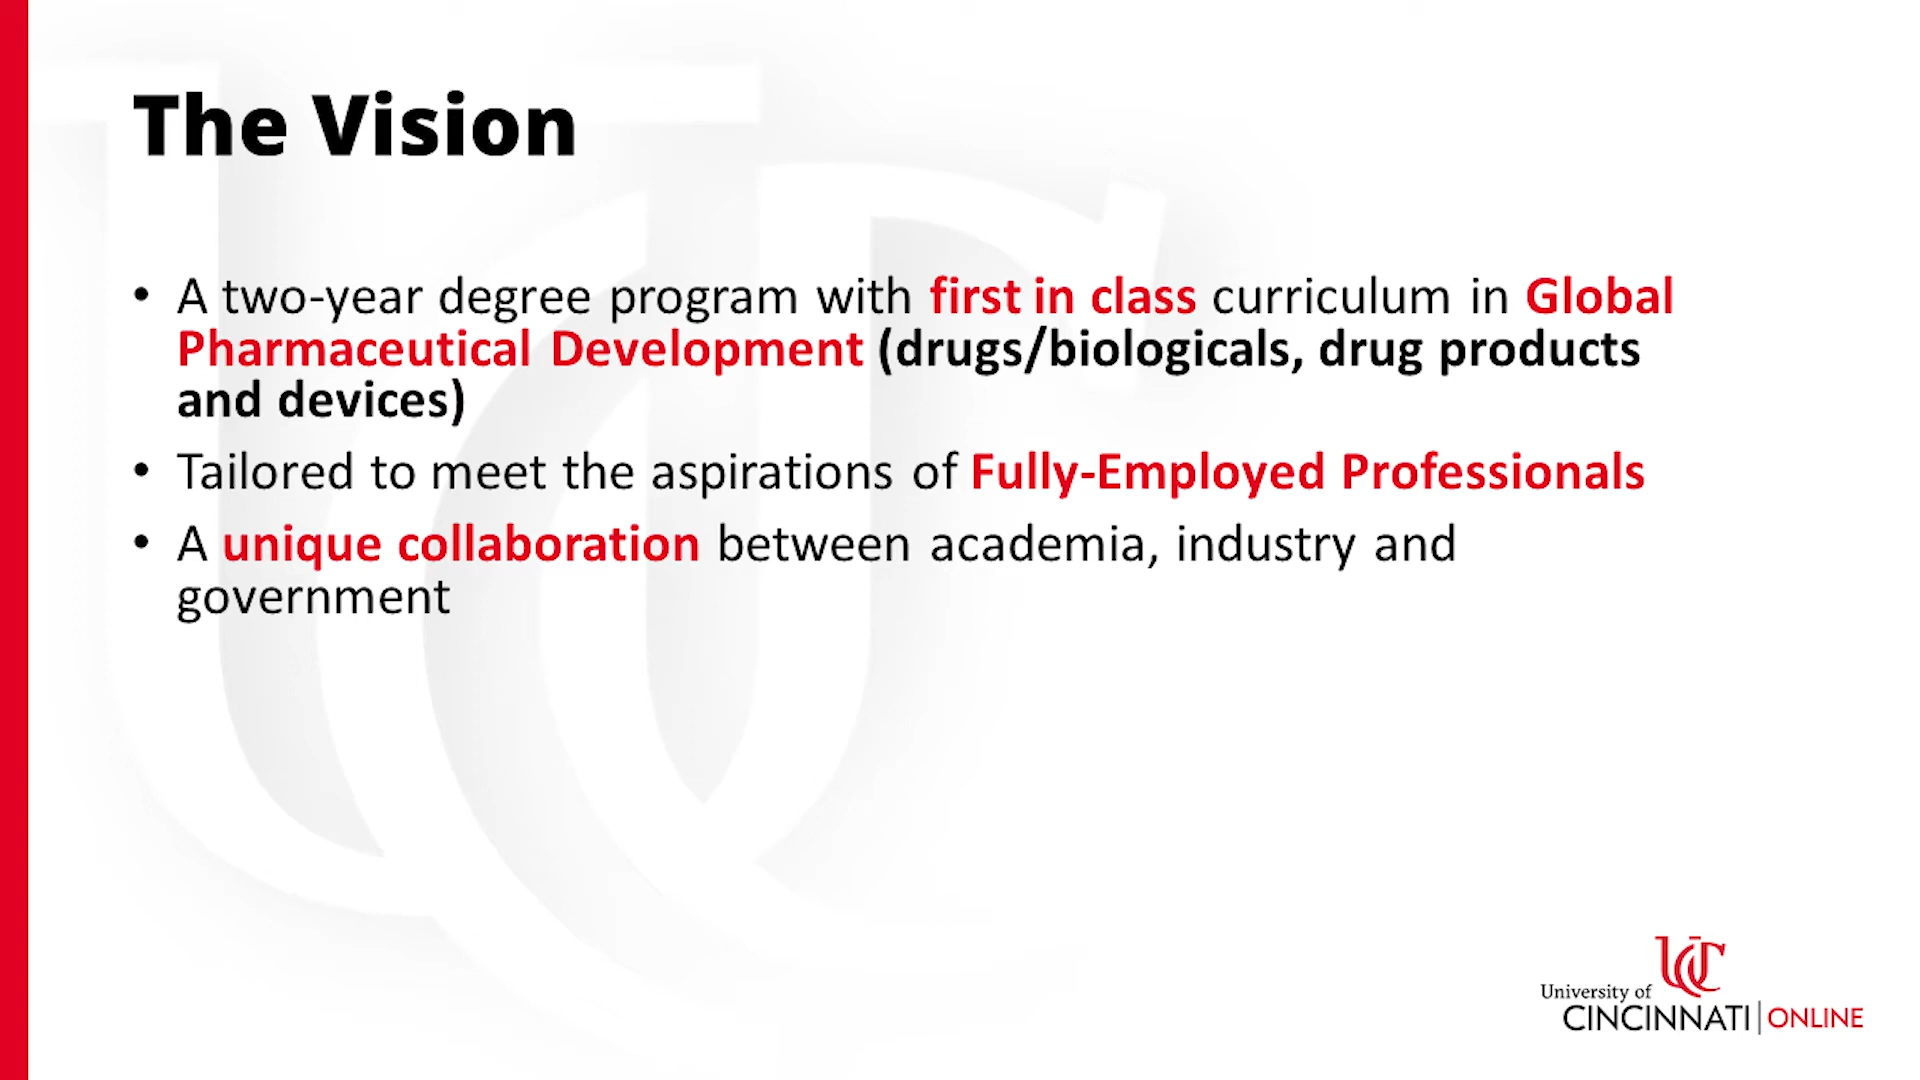 The Vision
• A two-year degree program with first in class curriculum in Global
Pharmaceutical Development (drugs/biologicals, drug products
and devices)
• Tailored to meet the aspirations of Fully-Employed Professionals
• A unique collaboration between academia, industry and
government
UC
University of
CINCINNATI | ONLINE